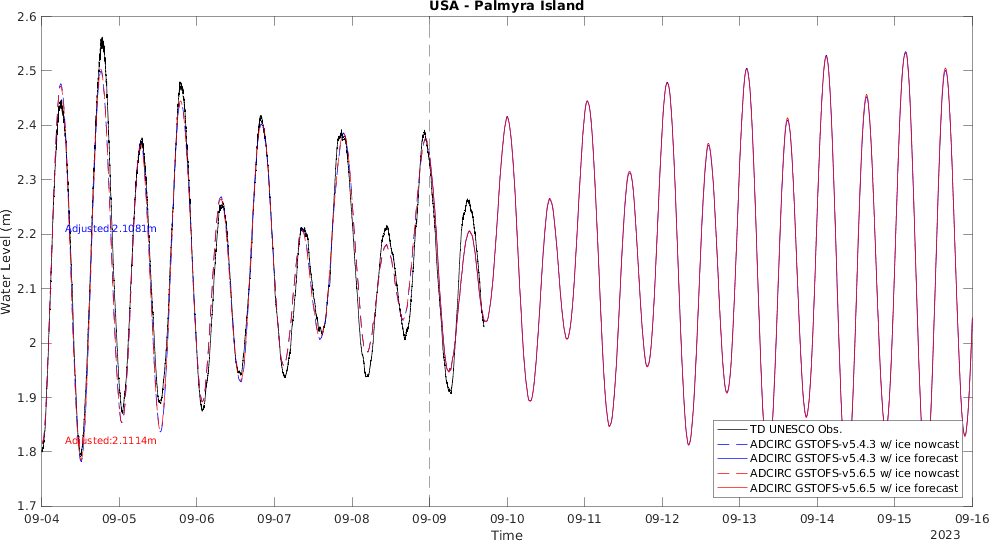 USA - Palmyra Island
2.6
2.5
2.4
2.3
2.2
2.1
2
1.9
1.8
1.7
Water Level (m)
Adjusted:2.1081m
Adjusted:2.1114m
TD UNESCO Obs.
ADCIRC GSTOFS-v5.4.3 w/ ice nowcast
ADCIRC GSTOFS-v5.4.3 w/ ice forecast
ADCIRC GSTOFS-v5.6.5 w/ ice nowcast
ADCIRC GSTOFS-v5.6.5 w/ ice forecast
09-04 09-05 09-06 09-07 09-08 09-09 09-10 09-11 09-12 09-13 09-14 09-15 09-16
Time
2023